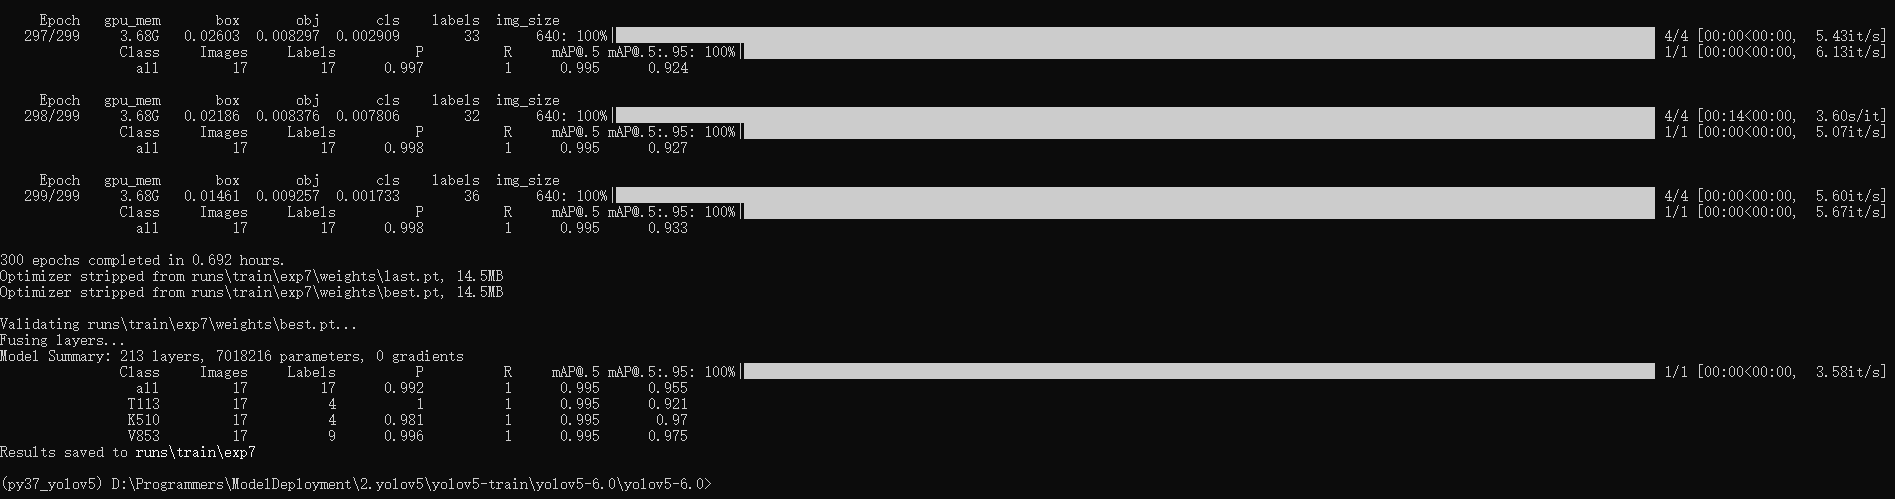 Epoch gpu_mem box obj cls labels img_size
297/299 3.68G 0.02603 0.008297 0.002909 33 640: 100%| 4/4 [00:00<00:00, 5.43it/s]
Class Images Labels P R mAP@.5 mAP@.5:.95: 100%| 1/1 [00:00<00:00, 6.13it/s]
all 17 17 0.997 1 0.995 0.924
Epoch gpu_mem box obj cls labels img_size
298/299 3.68G 0.02186 0.008376 0.007806 32 640: 100%| 4/4 [00:14<00:00, 3.60s/it]
Class Images Labels P R mAP@.5 mAP@.5:.95: 100%| 1/1 [00:00<00:00, 5.07it/s]
all 17 17 0.998 1 0.995 0.927
Epoch gpu_mem box obj cls labels img_size
299/299 3.68G 0.01461 0.009257 0.001733 36 640: 100%| 4/4 [00:00<00:00, 5.60it/s]
Class Images Labels P R mAP@.5 mAP@.5:.95: 100%| 1/1 [00:00<00:00, 5.67it/s]
all 17 17 0.998 1 0.995 0.933
300 epochs completed in 0.692 hours.
Optimizer stripped from runs\train\exp7\weights\last.pt, 14.5MB
Optimizer stripped from runs\train\exp7\weights\best.pt, 14.5MB
Validating runs\train\exp7\weights\best.pt...
Fusing layers...
Model Summary: 213 layers, 7018216 parameters, 0 gradients
Class Images Labels P R mAP@.5 mAP@.5:.95: 100%| 1/1 [00:00<00:00, 3.58it/s]
all 17 17 0.992 1 0.995 0.955
T113 17 4 1 1 0.995 0.921
K510 17 4 0.981 1 0.995 0.97
V853 17 9 0.996 1 0.995 0.975
Results saved to runs\train\exp7
(py37_yolov5) D:\Programmers\ModelDeployment\2.yolov5\yolov5-train\yolov5-6.0\yolov5-6.0>